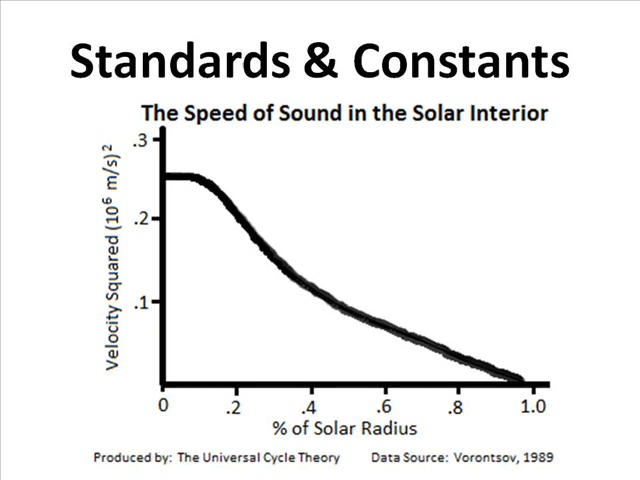 Standards & Constants
The Speed of Sound in the Solar Interior
Velocity Squared (10⁶ m/s)²
.3
.2
.1
0 .2 .4 .6 .8 1.0
% of Solar Radius
Produced by: The Universal Cycle Theory Data Source: Vorontsov, 1989